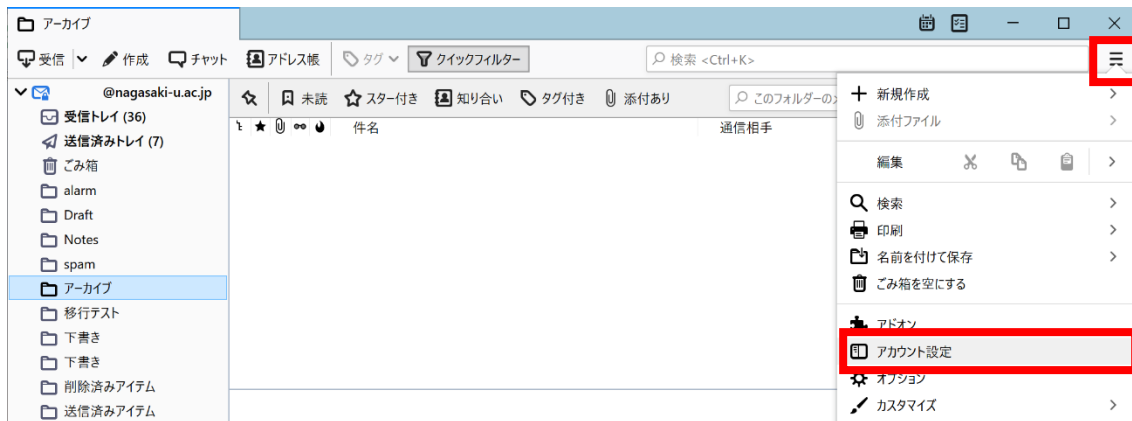 アーカイブ
受信 作成 チャット アドレス帳 タグ クイックフィルター 検索 <Ctrl+K>
@nagasaki-u.ac.jp
未読 スター付き 知り合い タグ付き 添付あり このフォルダーの
件名 通信相手
受信トレイ (36)
送信済みトレイ (7)
ごみ箱
alarm
Draft
Notes
spam
アーカイブ
移行テスト
下書き
下書き
削除済みアイテム
送信済みアイテム
新規作成
添付ファイル
編集
検索
印刷
名前を付けて保存
ごみ箱を空にする
アドオン
アカウント設定
オプション
カスタマイズ